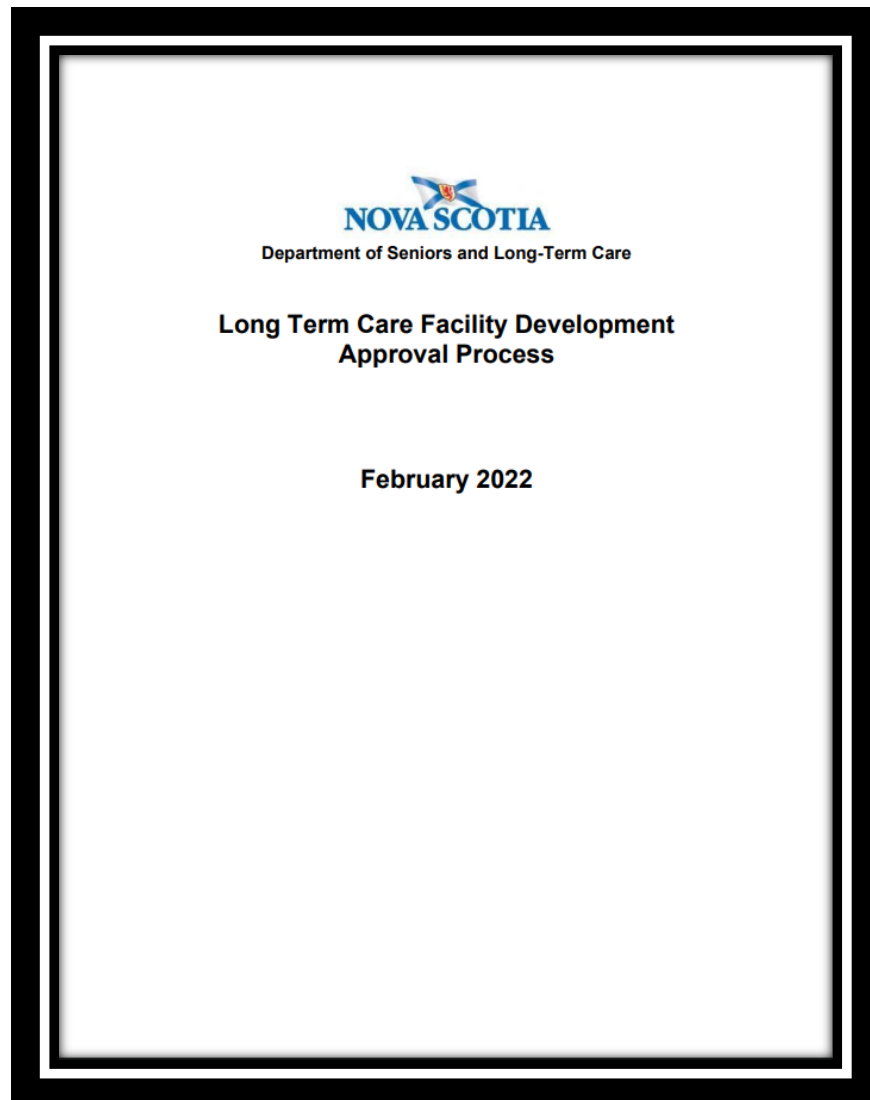 NOVA SCOTIA
Department of Seniors and Long-Term Care
Long Term Care Facility Development
Approval Process
February 2022